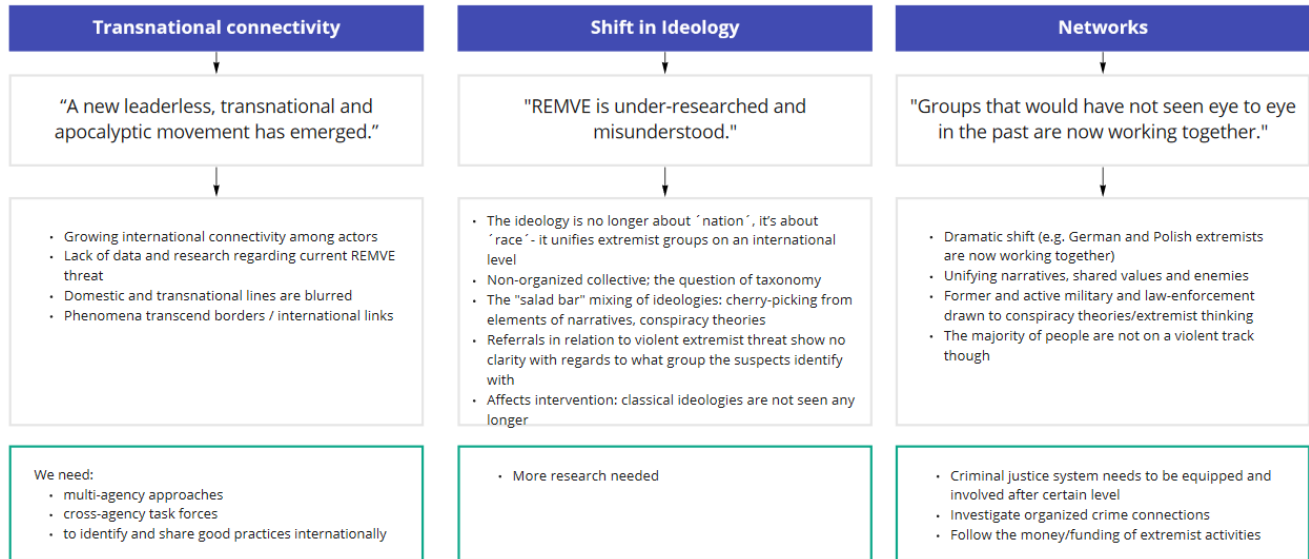 Transnational connectivity
“A new leaderless, transnational and
apocalyptic movement has emerged.”
• Growing international connectivity among actors
• Lack of data and research regarding current REMVE
threat
• Domestic and transnational lines are blurred
• Phenomena transcend borders / international links
We need:
• multi-agency approaches
• cross-agency task forces
• to identify and share good practices internationally
Shift in Ideology
"REMVE is under-researched and
misunderstood."
• The ideology is no longer about ´nation´, it’s about
´race´- it unifies extremist groups on an international
level
• Non-organized collective; the question of taxonomy
• The "salad bar" mixing of ideologies: cherry-picking from
elements of narratives, conspiracy theories
• Referrals in relation to violent extremist threat show no
clarity with regards to what group the suspects identify
with
• Affects intervention: classical ideologies are not seen any
longer
• More research needed
Networks
"Groups that would have not seen eye to eye
in the past are now working together."
• Dramatic shift (e.g. German and Polish extremists
are now working together)
• Unifying narratives, shared values and enemies
• Former and active military and law-enforcement
drawn to conspiracy theories/extremist thinking
• The majority of people are not on a violent track
though
• Criminal justice system needs to be equipped and
involved after certain level
• Investigate organized crime connections
• Follow the money/funding of extremist activities